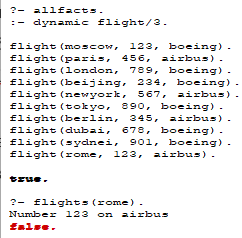 ?- allfacts.
:- dynamic flight/3.
flight(moscow, 123, boeing).
flight(paris, 456, airbus).
flight(london, 789, boeing).
flight(beijing, 234, boeing).
flight(newyork, 567, airbus).
flight(tokyo, 890, boeing).
flight(berlin, 345, airbus).
flight(dubai, 678, boeing).
flight(sydnei, 901, boeing).
flight(rome, 123, airbus).
true.
?- flights(rome).
Number 123 on airbus
false.